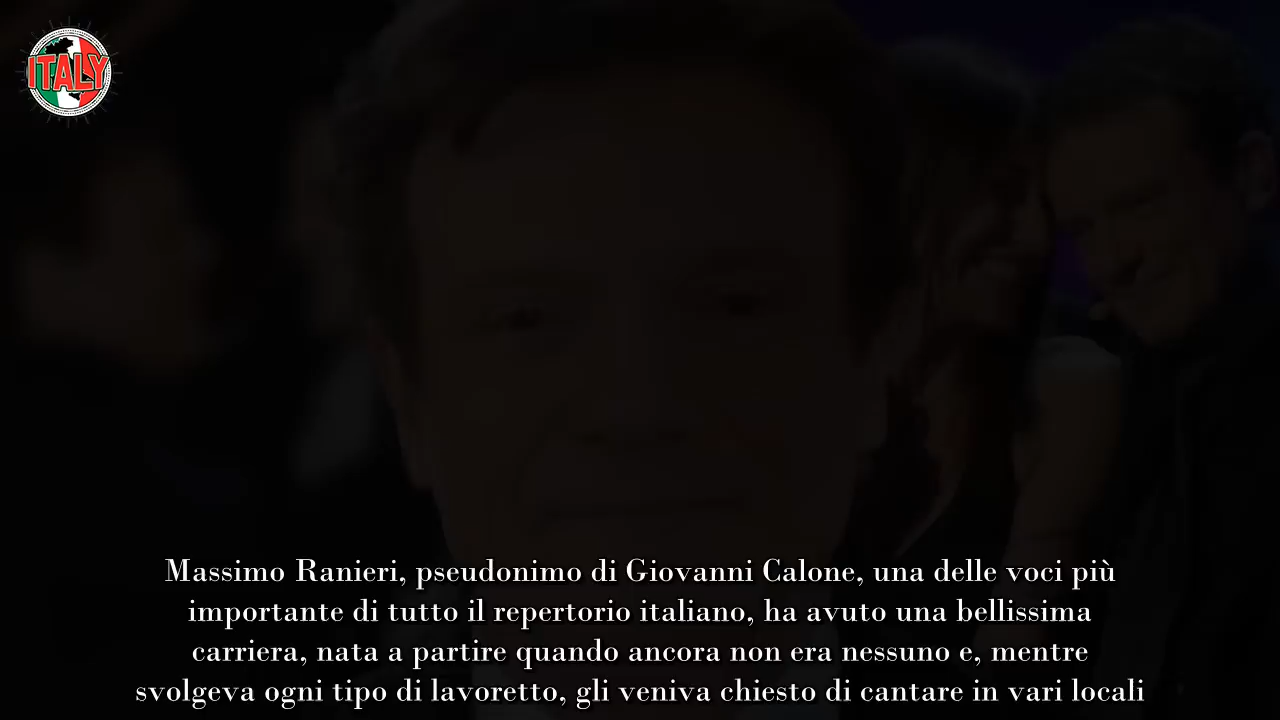 ITALY
Massimo Ranieri, pseudonimo di Giovanni Calone, una delle voci più
importante di tutto il repertorio italiano, ha avuto una bellissima
carriera, nata a partire quando ancora non era nessuno e, mentre
svolgeva ogni tipo di lavoretto, gli veniva chiesto di cantare in vari locali